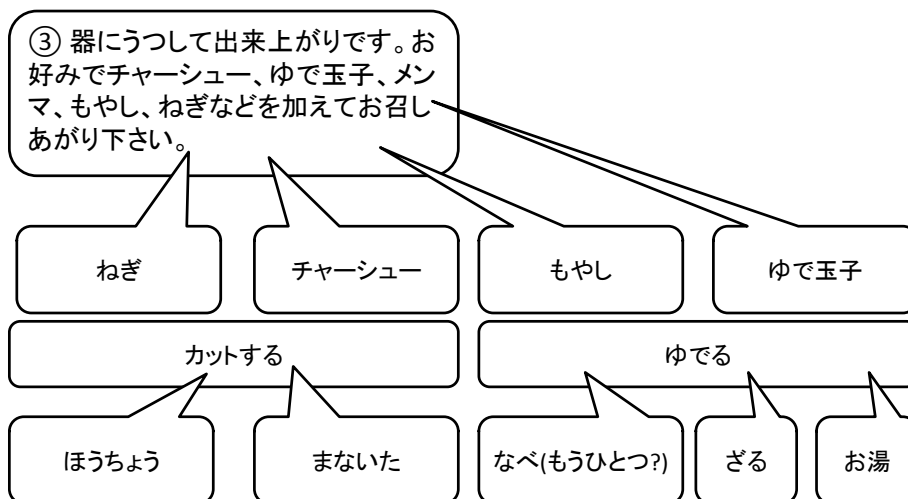 ③ 器にうつして出来上がりです。お
好みでチャーシュー、ゆで玉子、メン
マ、もやし、ねぎなどを加えてお召し
あがり下さい。
ねぎ
チャーシュー
もやし
ゆで玉子
カットする
ゆでる
ほうちょう
まないた
なべ(もうひとつ?)
ざる
お湯